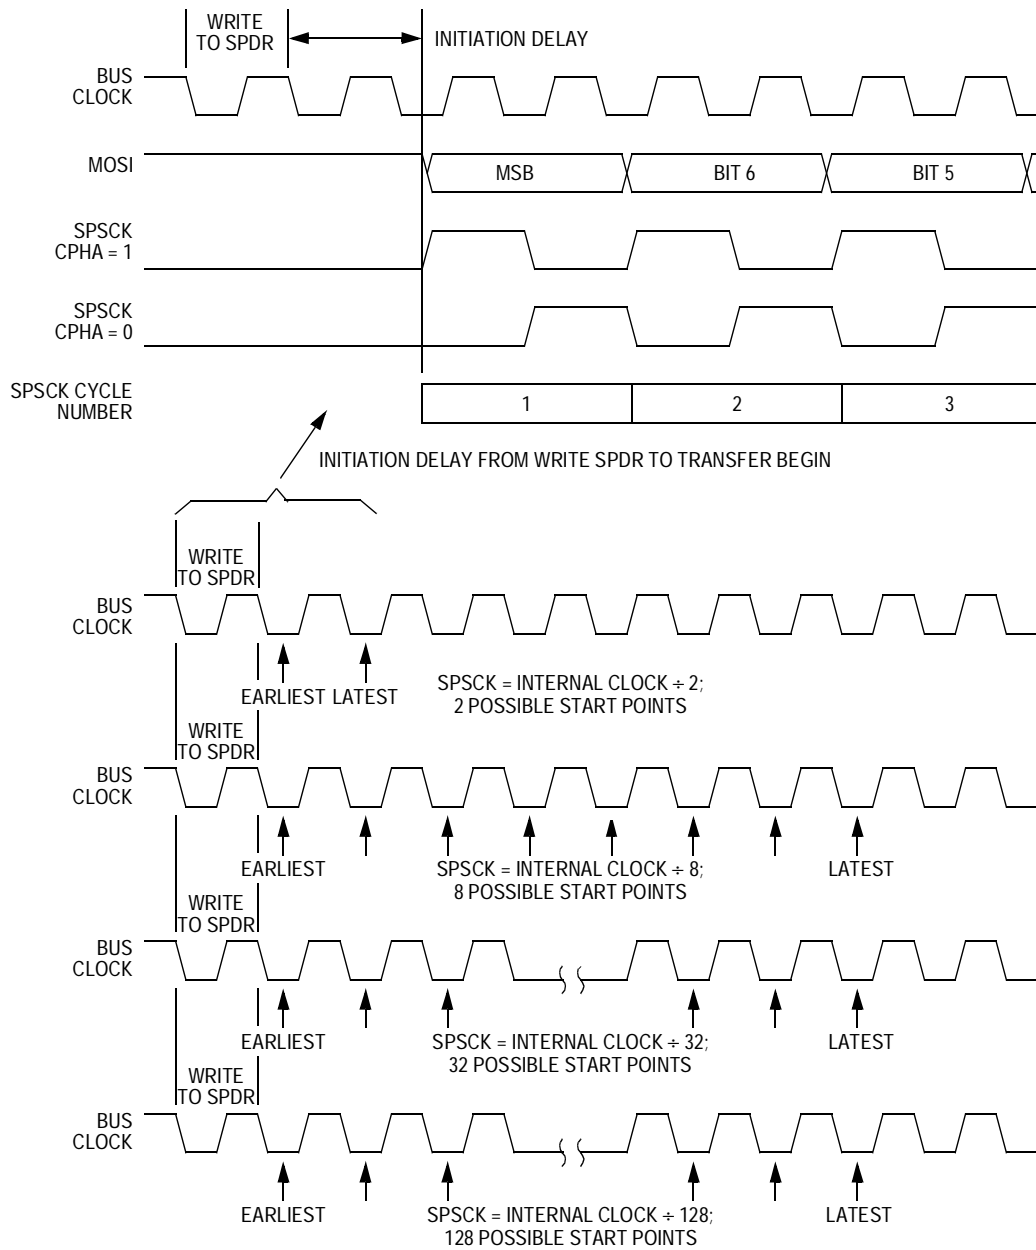 WRITE
TO SPDR
INITIATION DELAY
BUS
CLOCK
MOSI
MSB
BIT 6
BIT 5
SPSCK
CPHA = 1
SPSCK
CPHA = 0
SPSCK CYCLE
NUMBER
1
2
3
INITIATION DELAY FROM WRITE SPDR TO TRANSFER BEGIN
WRITE
TO SPDR
BUS
CLOCK
EARLIEST
LATEST
SPSCK = INTERNAL CLOCK ÷ 2;
2 POSSIBLE START POINTS
WRITE
TO SPDR
BUS
CLOCK
EARLIEST
SPSCK = INTERNAL CLOCK ÷ 8;
8 POSSIBLE START POINTS
LATEST
WRITE
TO SPDR
BUS
CLOCK
EARLIEST
SPSCK = INTERNAL CLOCK ÷ 32;
32 POSSIBLE START POINTS
LATEST
WRITE
TO SPDR
BUS
CLOCK
EARLIEST
SPSCK = INTERNAL CLOCK ÷ 128;
128 POSSIBLE START POINTS
LATEST